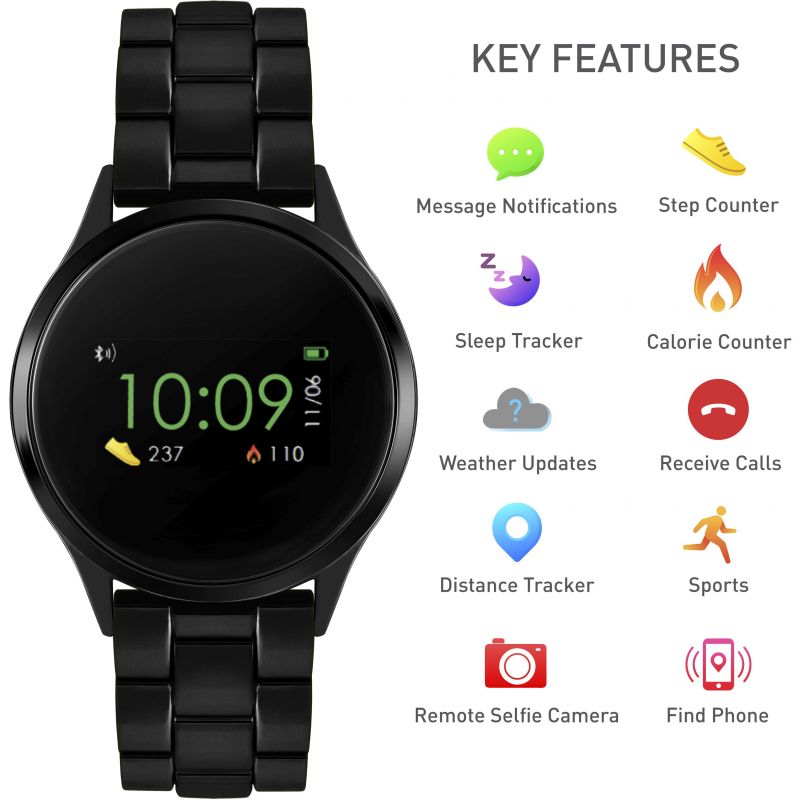 KEY FEATURES
Message Notifications
Step Counter
Z
Z
Sleep Tracker
Calorie Counter
10:09
11/06
237
110
?
Weather Updates
Receive Calls
Distance Tracker
Sports
Remote Selfie Camera
Find Phone